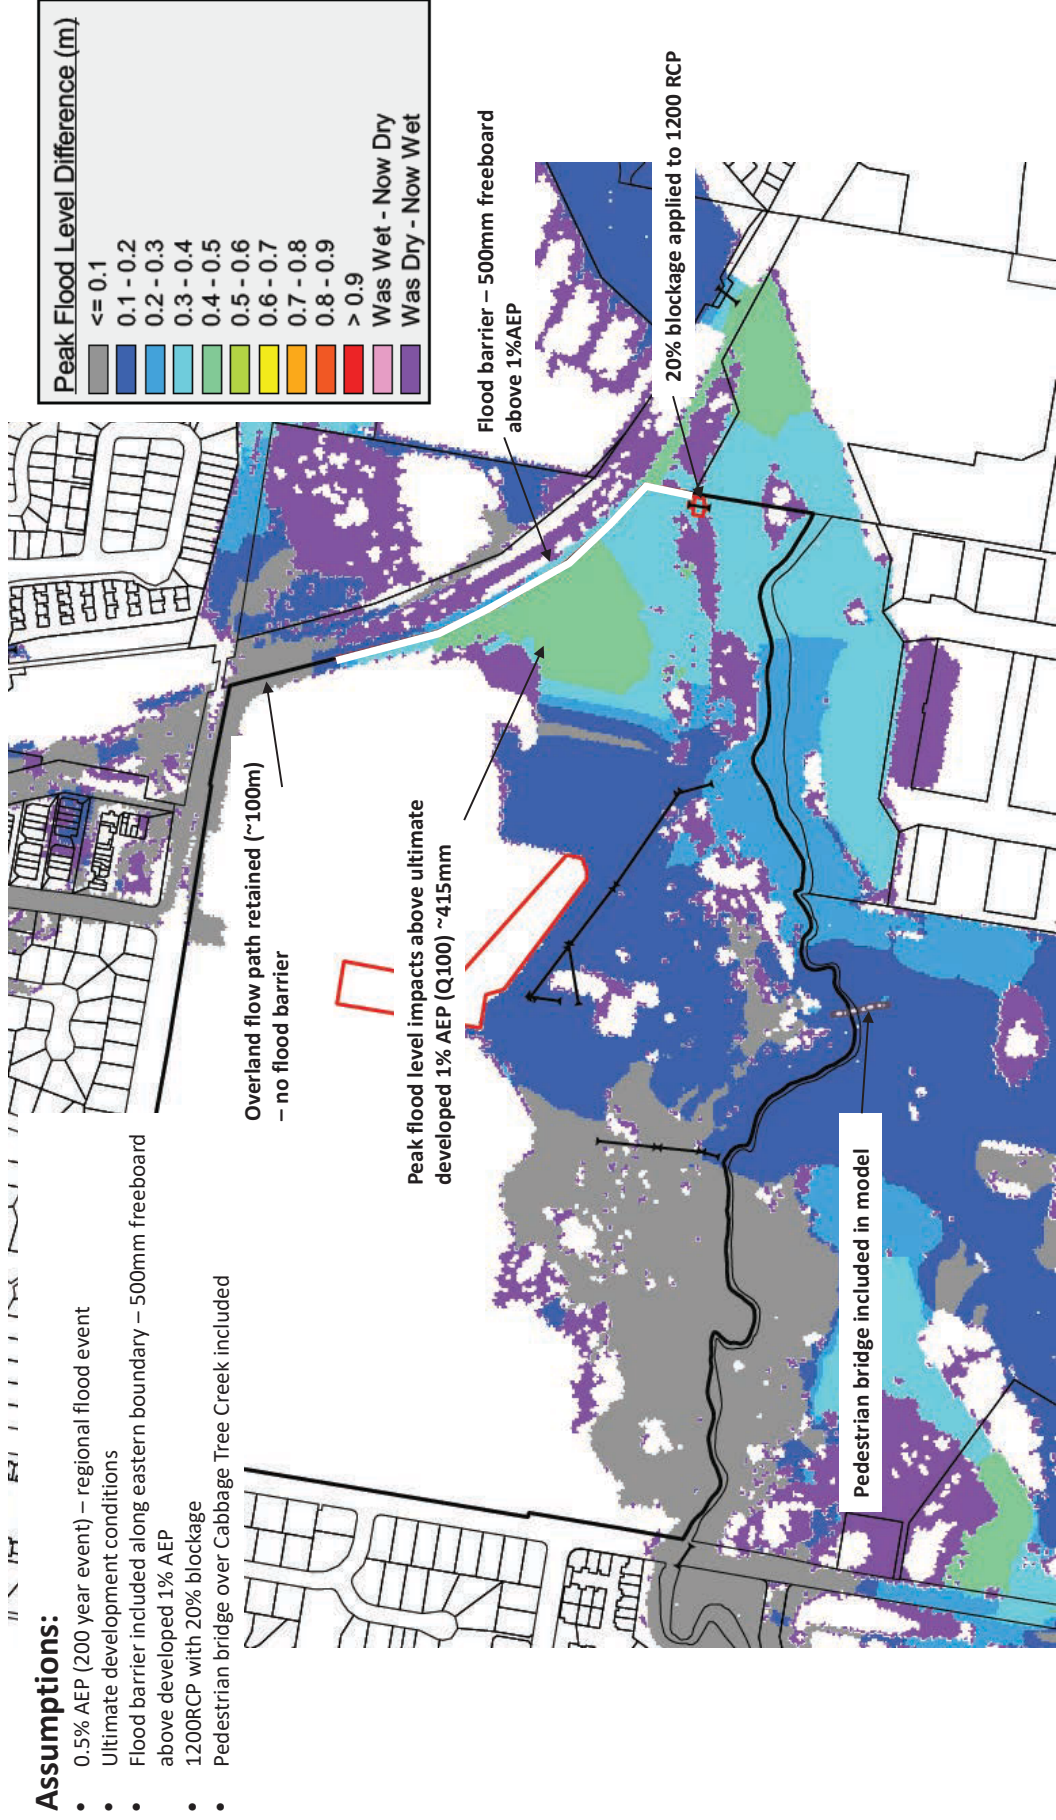 Assumptions:
• 0.5% AEP (200 year event) – regional flood event
• Ultimate development conditions
• Flood barrier included along eastern boundary – 500mm freeboard
above developed 1% AEP
• 1200RCP with 20% blockage
• Pedestrian bridge over Cabbage Tree Creek included
Overland flow path retained (~100m)
– no flood barrier
Peak flood level impacts above ultimate
developed 1% AEP (Q100) ~415mm
Pedestrian bridge included in model
Flood barrier – 500mm freeboard
above 1%AEP
20% blockage applied to 1200 RCP
Peak Flood Level Difference (m)
<= 0.1
0.1 - 0.2
0.2 - 0.3
0.3 - 0.4
0.4 - 0.5
0.5 - 0.6
0.6 - 0.7
0.7 - 0.8
0.8 - 0.9
> 0.9
Was Wet - Now Dry
Was Dry - Now Wet